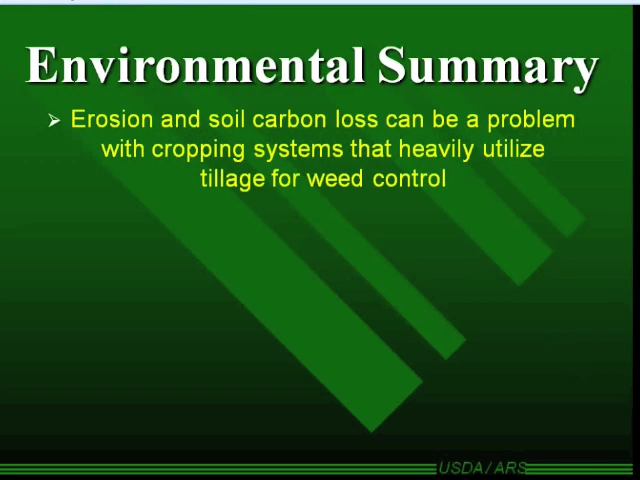 Environmental Summary
➢ Erosion and soil carbon loss can be a problem
with cropping systems that heavily utilize
tillage for weed control
USDA/ARS